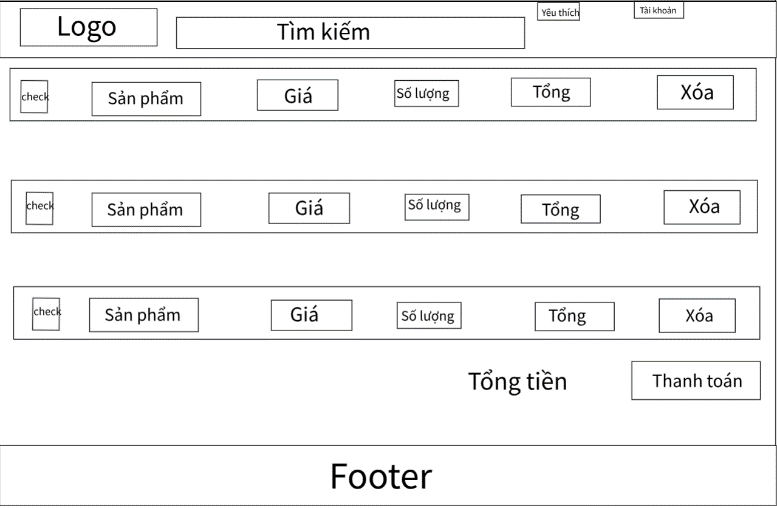 Logo
Tìm kiếm
Yêu thích
Tài khoản
check
Sản phẩm
Giá
Số lượng
Tổng
Xóa
check
Sản phẩm
Giá
Số lượng
Tổng
Xóa
check
Sản phẩm
Giá
Số lượng
Tổng
Xóa
Tổng tiền
Thanh toán
Footer